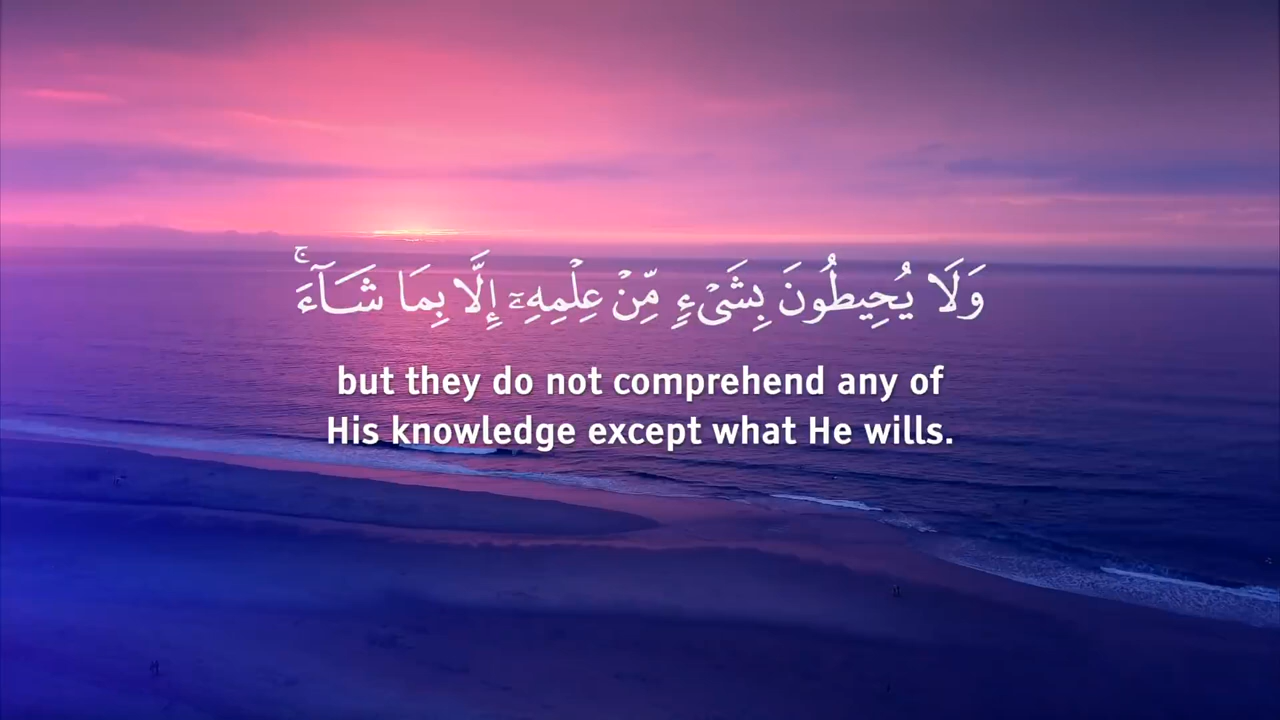 وَلَا يُحِيطُونَ بِشَىْءٍ مِّنْ عِلْمِهِۦٓ إِلَّا بِمَا شَآءَ ۚ
but they do not comprehend any of
His knowledge except what He wills.